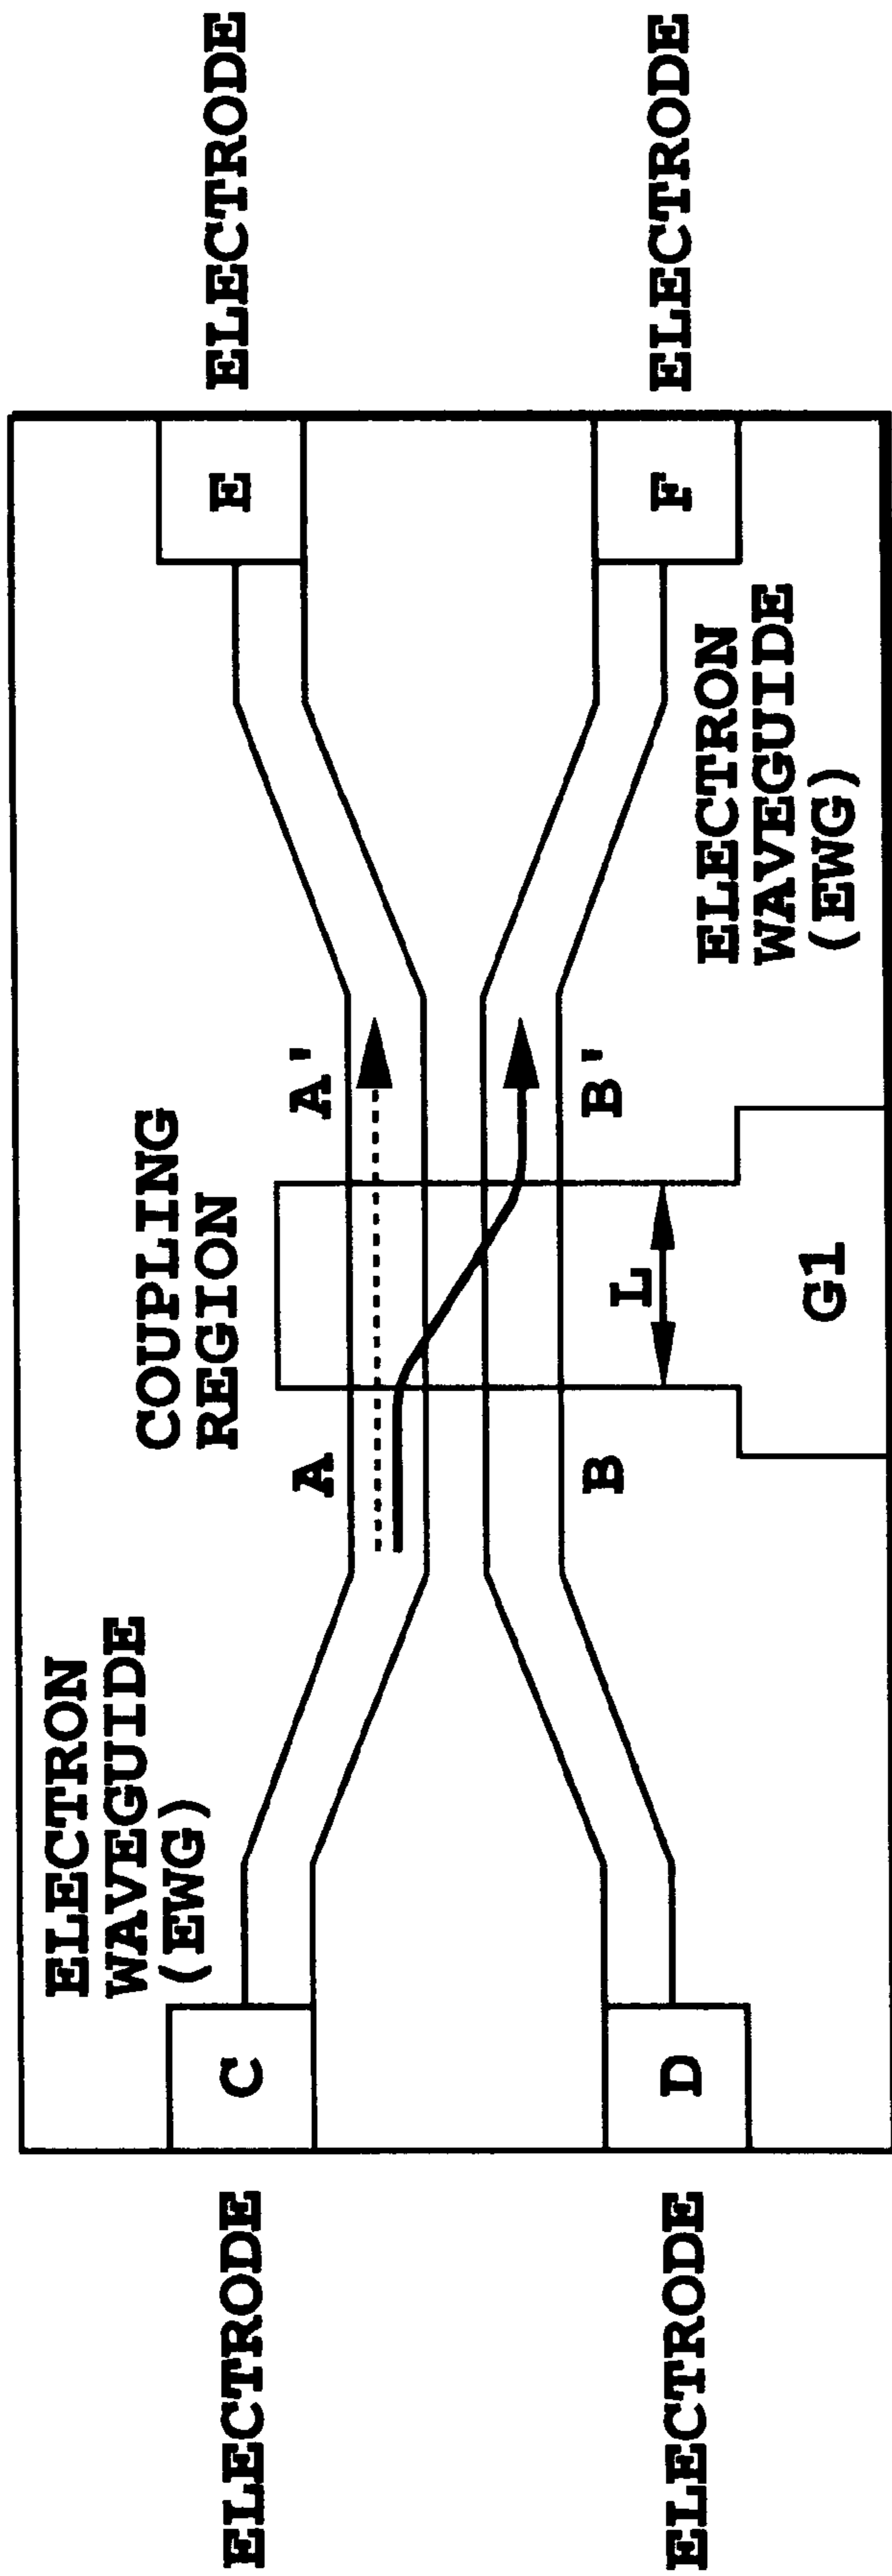 ELECTRODE
ELECTRODE
ELECTRON
WAVEGUIDE
(EWG)
C
D
COUPLING
REGION
A
A'
B
B'
L
G1
E
F
ELECTRON
WAVEGUIDE
(EWG)
ELECTRODE
ELECTRODE